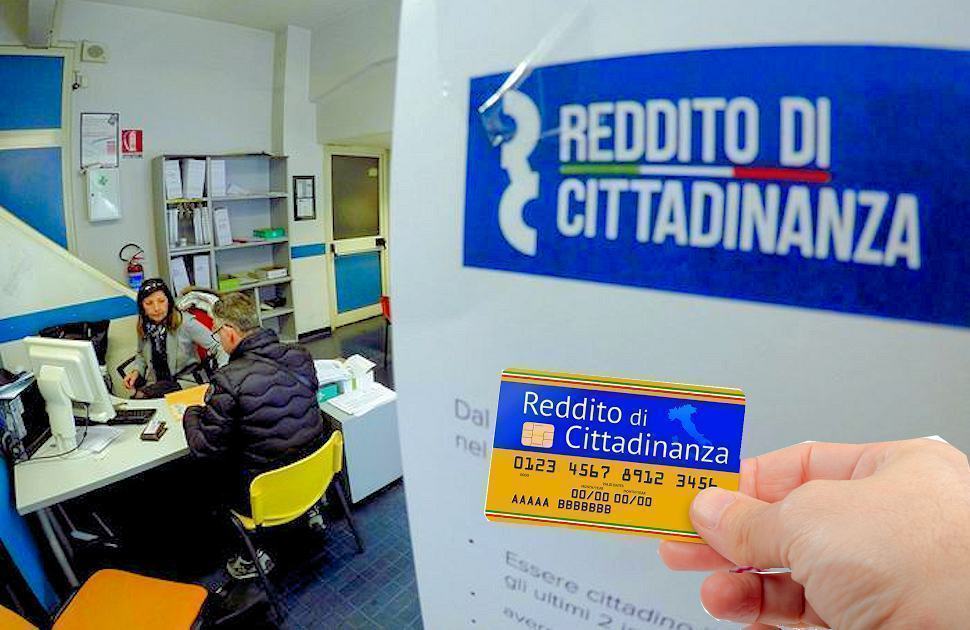 REDDITO DI
CITTADINANZA
Dal
nel
Reddito di
Cittadinanza
0123 4567 8912 3456
00/00 00/00
AAAAA BBBBBBB
Essere cittadino
gli ultimi 2